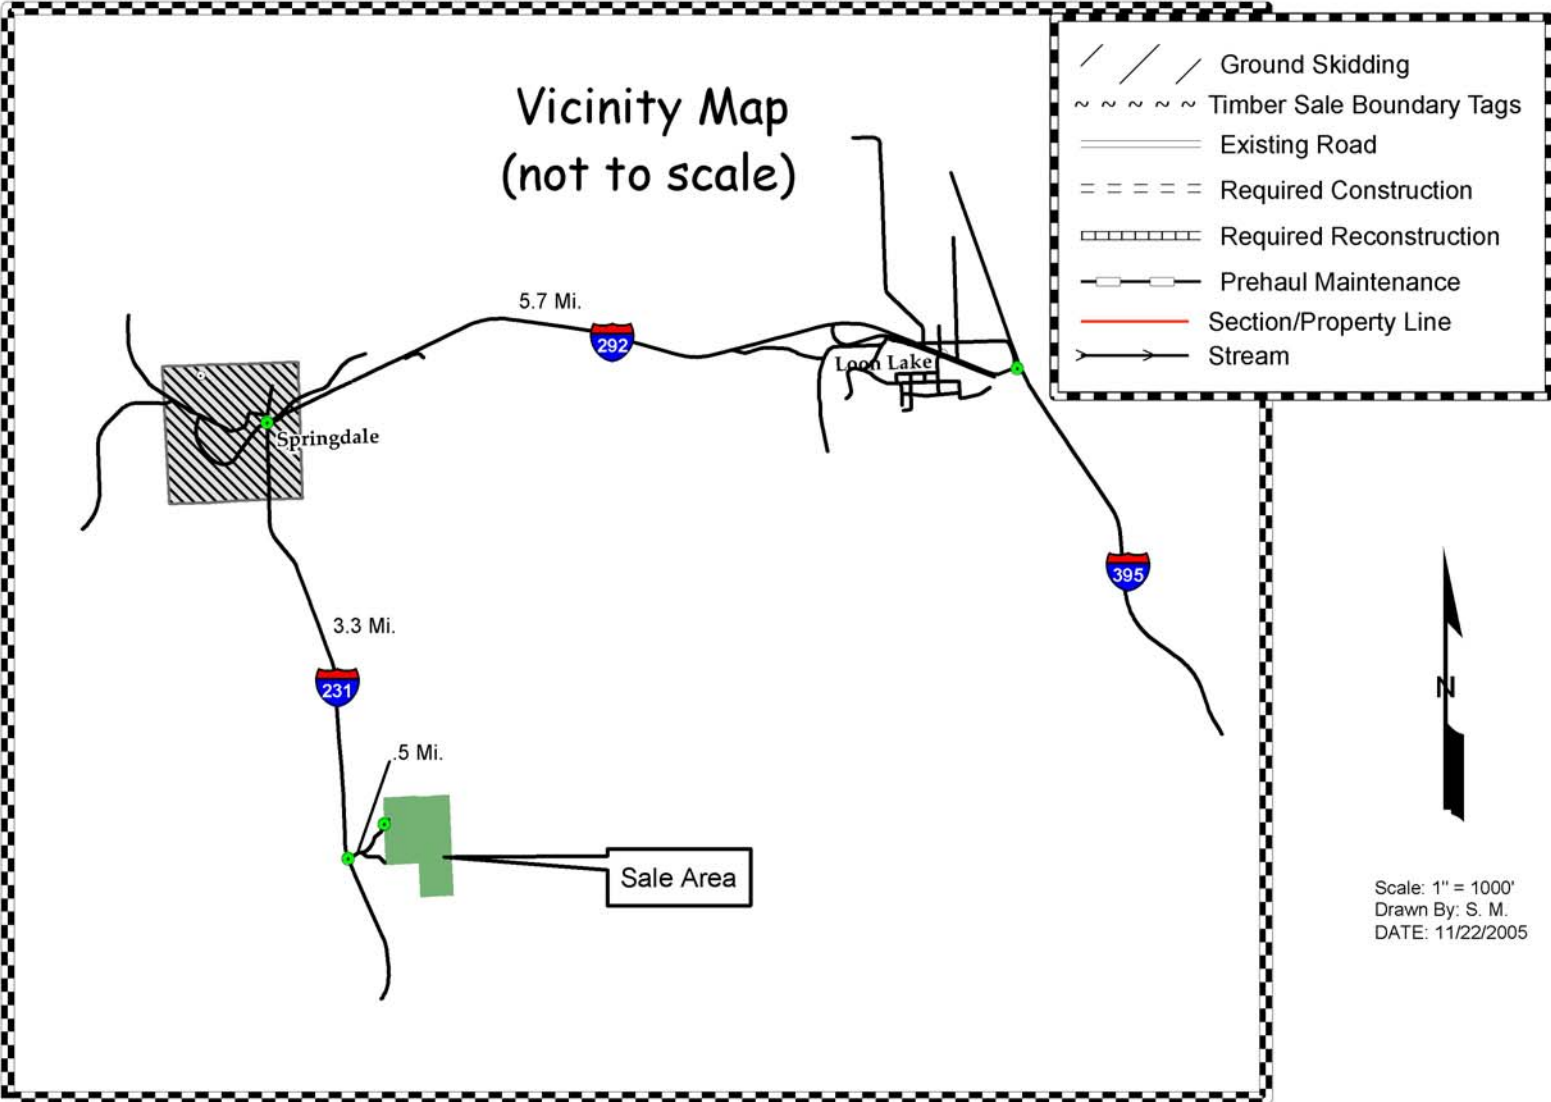 Vicinity Map
(not to scale)
Ground Skidding
Timber Sale Boundary Tags
Existing Road
Required Construction
Required Reconstruction
Prehaul Maintenance
Section/Property Line
Stream
5.7 Mi.
292
Loon Lake
Springdale
395
3.3 Mi.
231
.5 Mi.
Sale Area
N
Scale: 1" = 1000'
Drawn By: S. M.
DATE: 11/22/2005